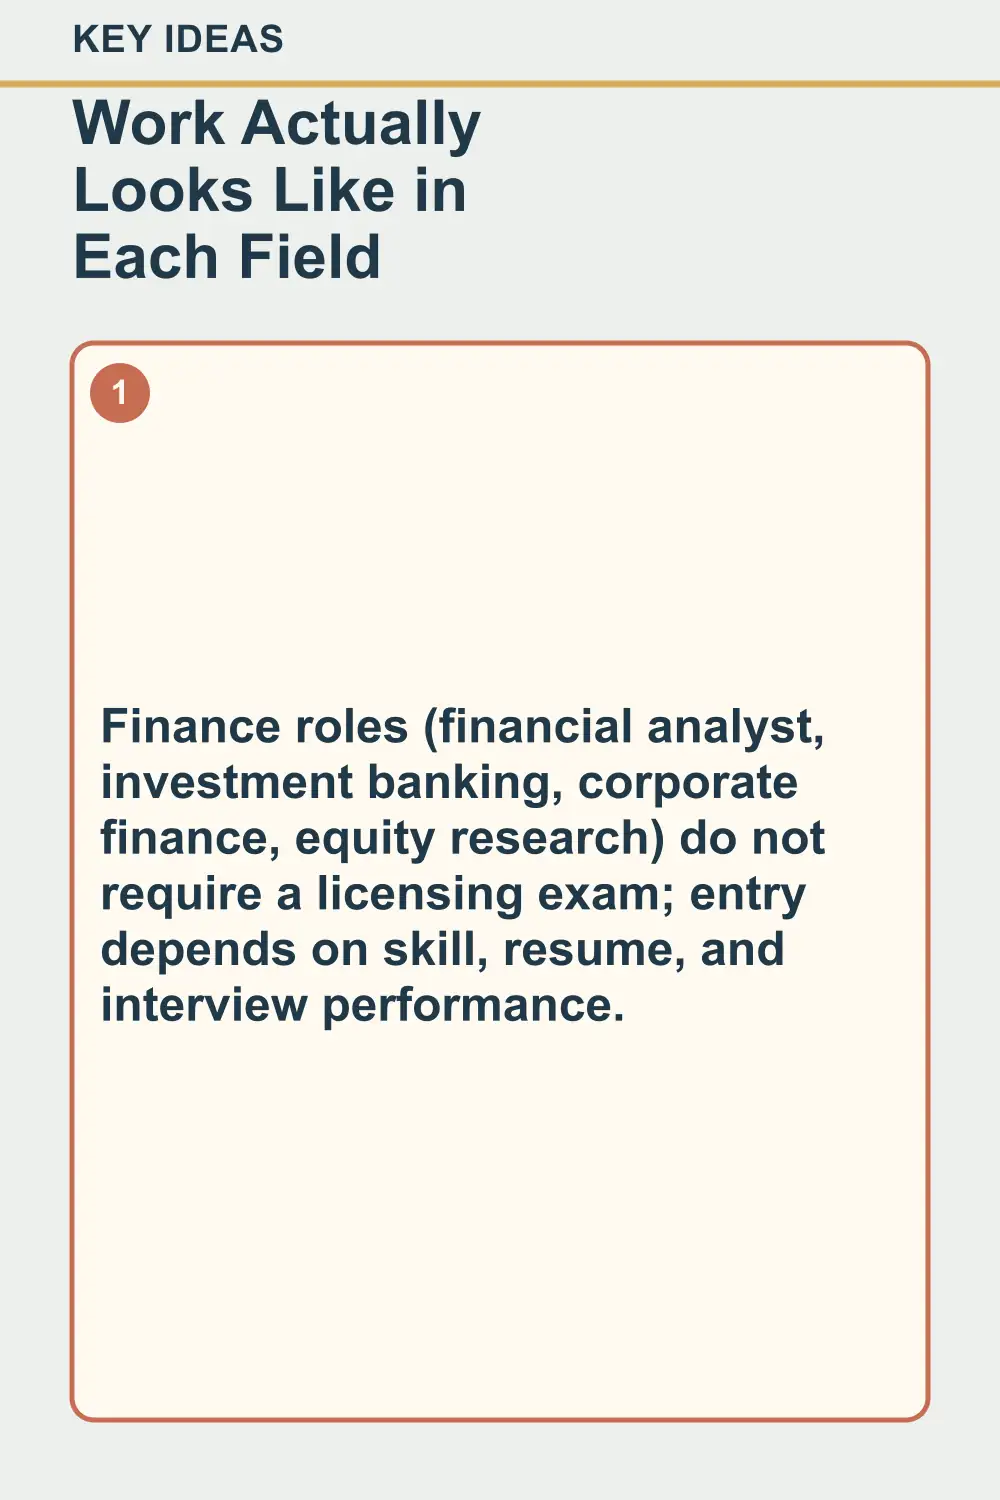 KEY IDEAS
Work Actually
Looks Like in
Each Field
1
Finance roles (financial analyst,
investment banking, corporate
finance, equity research) do not
require a licensing exam; entry
depends on skill, resume, and
interview performance.